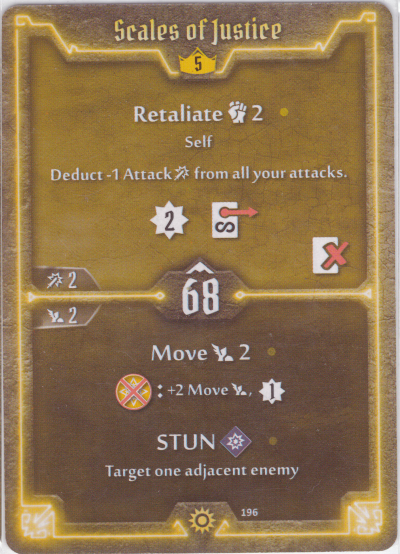 Scales of Justice
5
Retaliate 2
Self
Deduct -1 Attack from all your attacks.
2
2
68
2
Move 2
: +2 Move , 1
STUN
Target one adjacent enemy
196